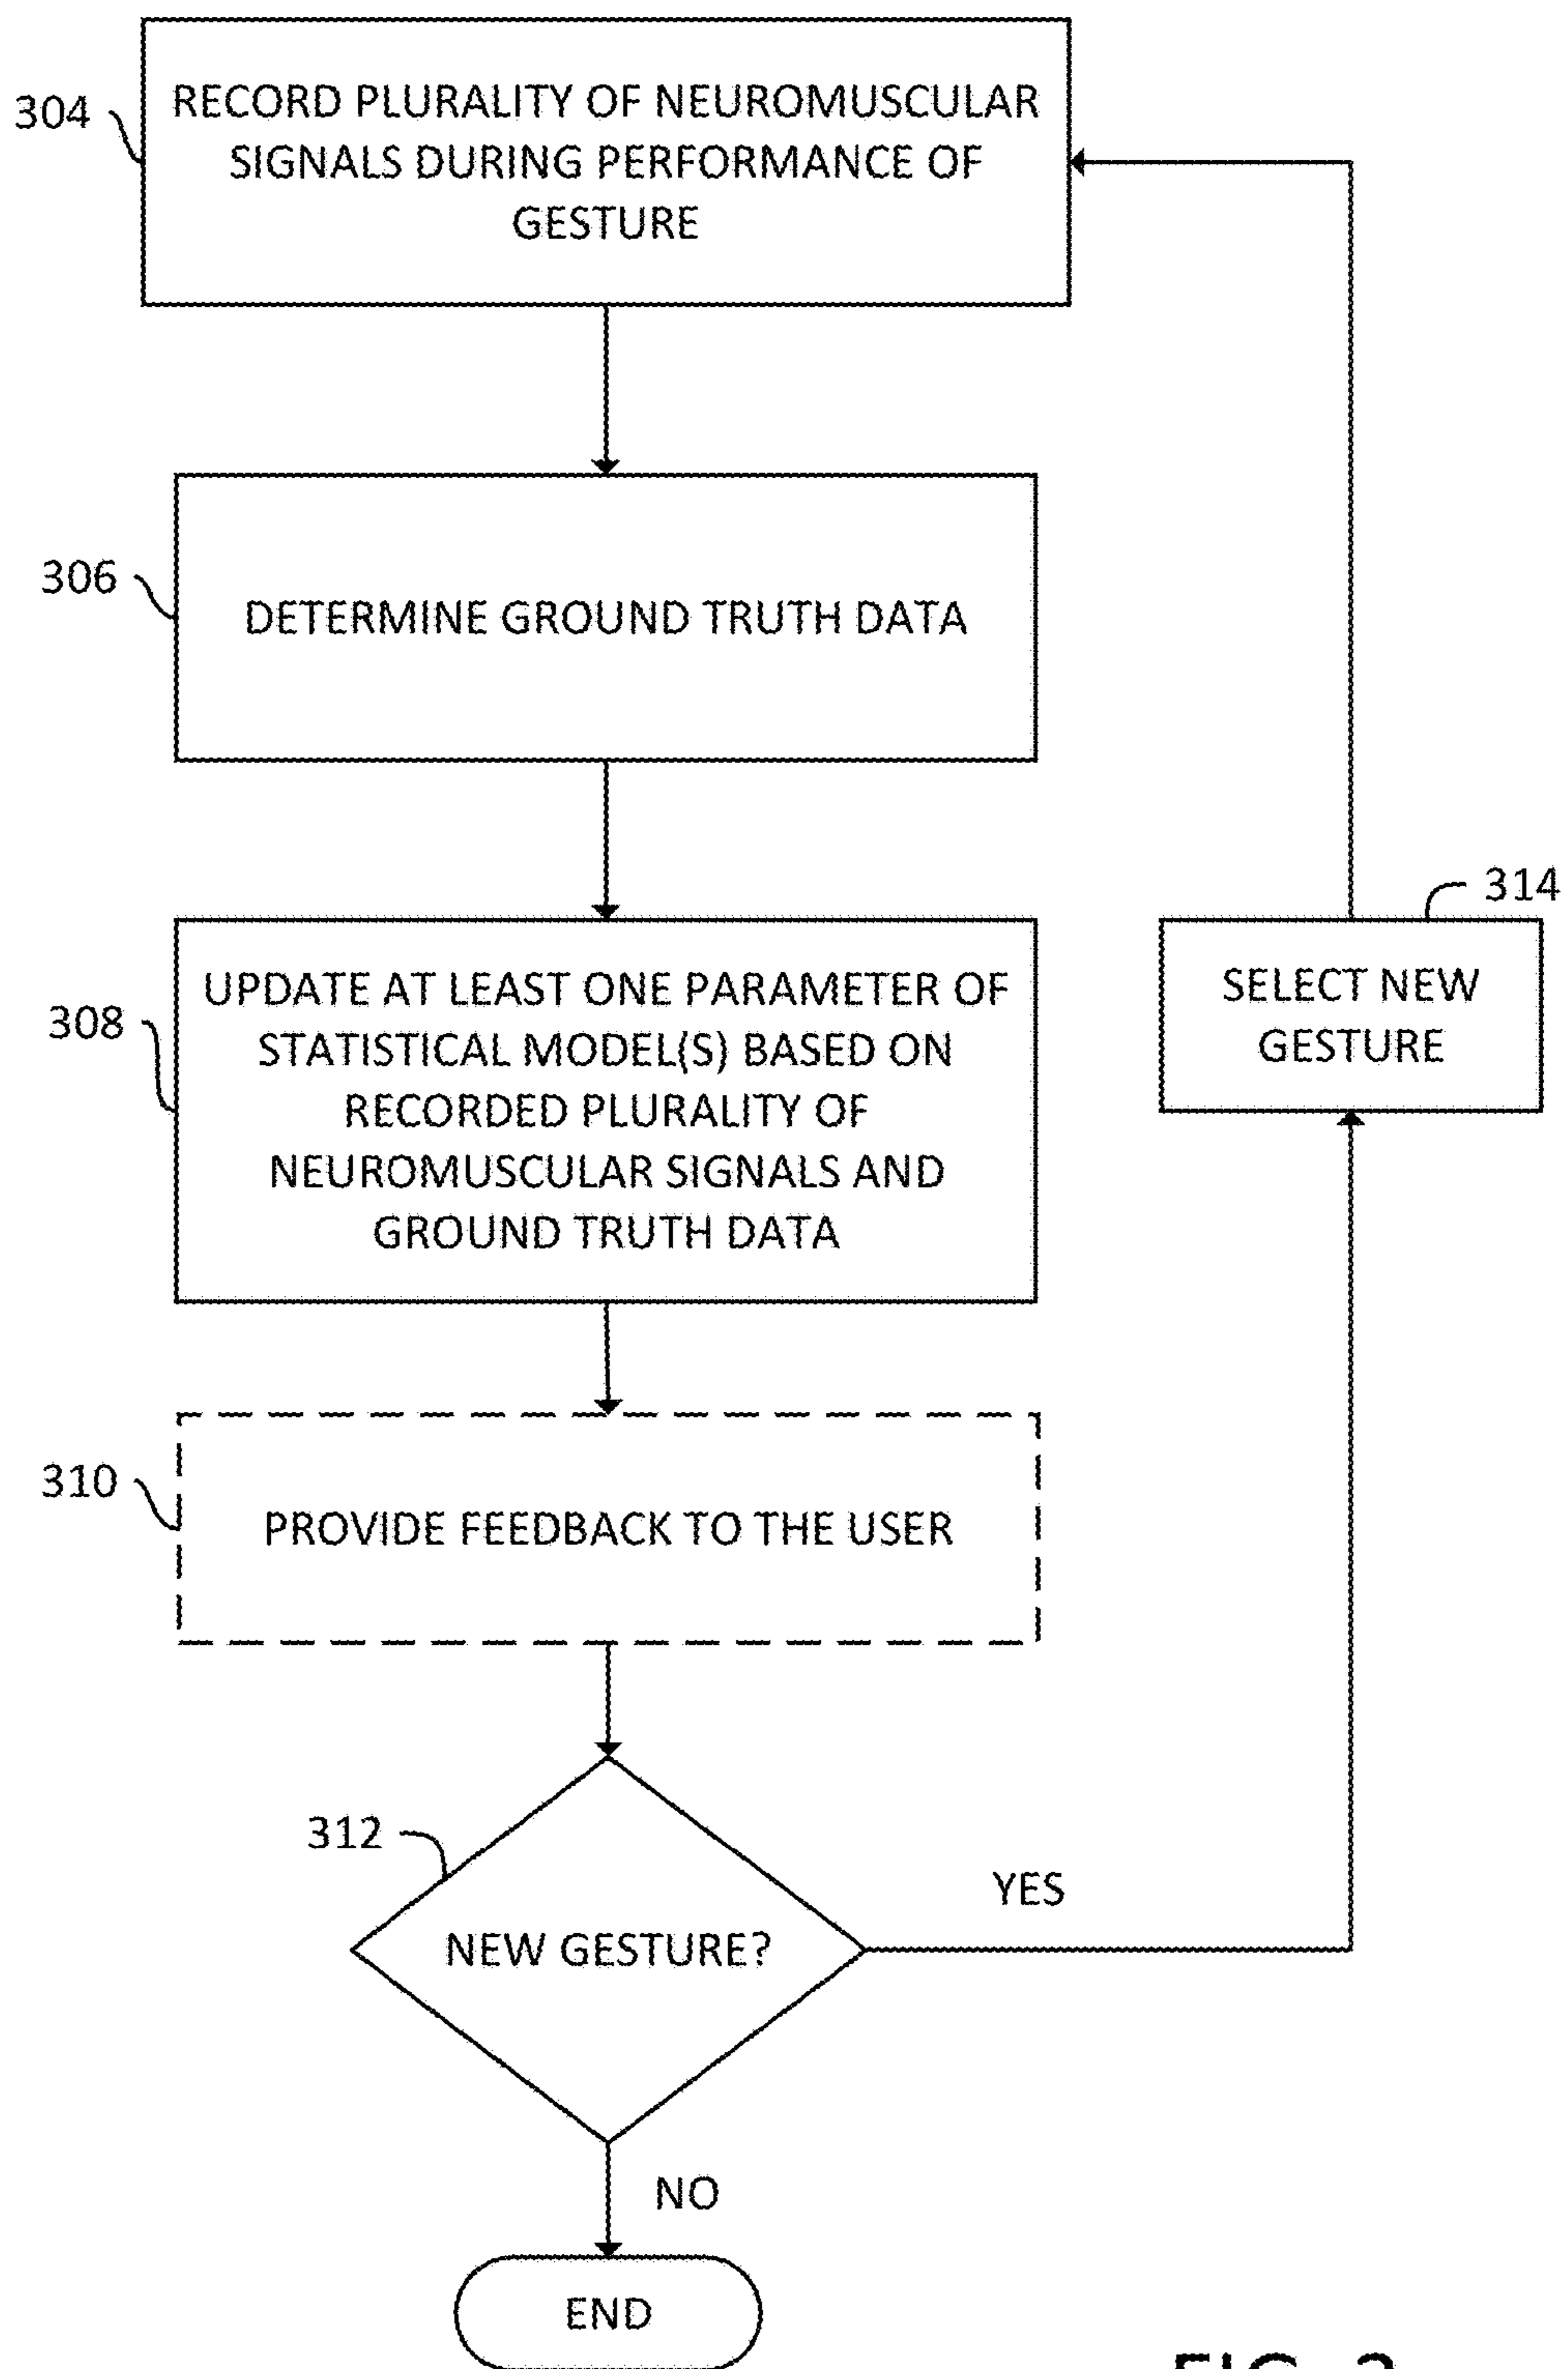 304
RECORD PLURALITY OF NEUROMUSCULAR
SIGNALS DURING PERFORMANCE OF
GESTURE
306
DETERMINE GROUND TRUTH DATA
308
UPDATE AT LEAST ONE PARAMETER OF
STATISTICAL MODEL(S) BASED ON
RECORDED PLURALITY OF
NEUROMUSCULAR SIGNALS AND
GROUND TRUTH DATA
314
SELECT NEW
GESTURE
310
PROVIDE FEEDBACK TO THE USER
312
NEW GESTURE?
YES
NO
END